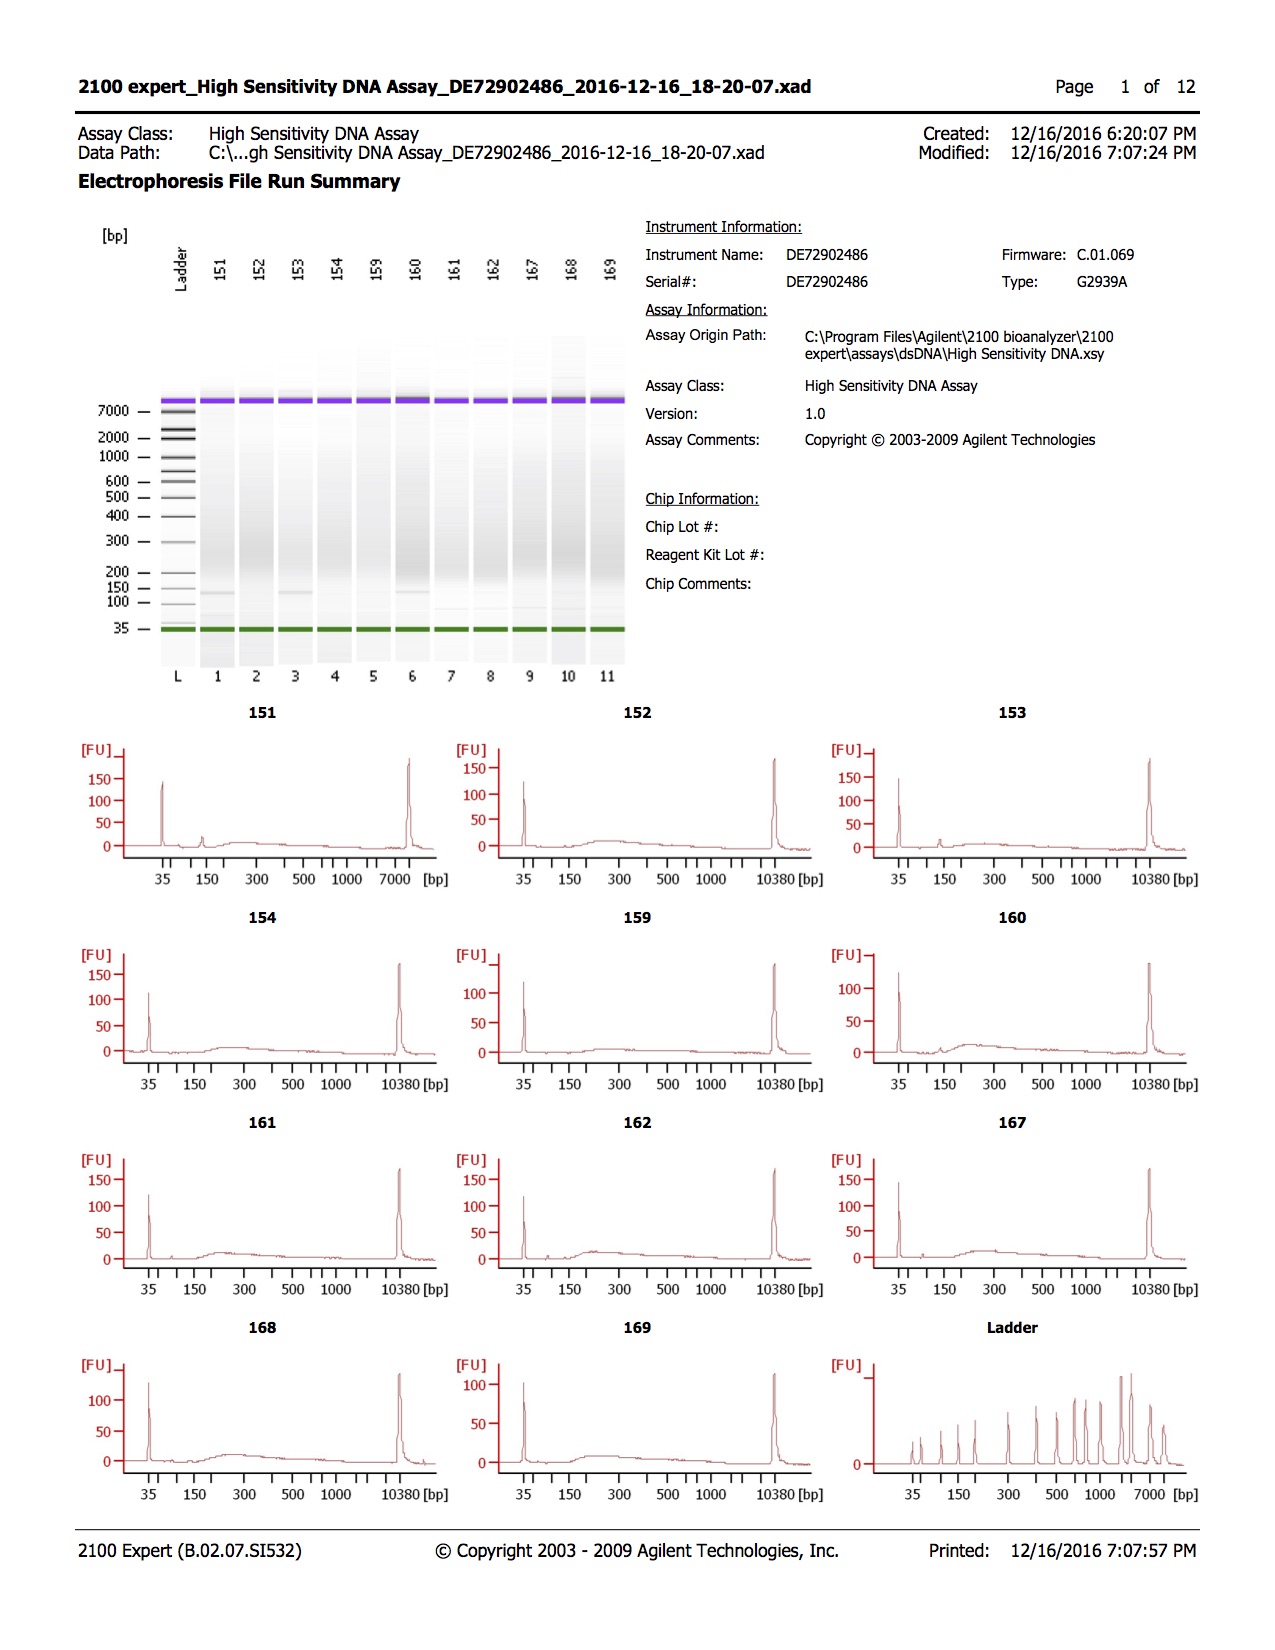 2100 expert_High Sensitivity DNA Assay_DE72902486_2016-12-16_18-20-07.xad Page 1 of 12
Assay Class: High Sensitivity DNA Assay Created: 12/16/2016 6:20:07 PM
Data Path: C:\...gh Sensitivity DNA Assay_DE72902486_2016-12-16_18-20-07.xad Modified: 12/16/2016 7:07:24 PM
Electrophoresis File Run Summary
[bp]
Ladder 151 152 153 154 159 160 161 162 167 168 169
7000
2000
1000
600
500
400
300
200
150
100
35
L 1 2 3 4 5 6 7 8 9 10 11
Instrument Information:
Instrument Name: DE72902486 Firmware: C.01.069
Serial#: DE72902486 Type: G2939A
Assay Information:
Assay Origin Path: C:\Program Files\Agilent\2100 bioanalyzer\2100
expert\assays\dsDNA\High Sensitivity DNA.xsy
Assay Class: High Sensitivity DNA Assay
Version: 1.0
Assay Comments: Copyright © 2003-2009 Agilent Technologies
Chip Information:
Chip Lot #:
Reagent Kit Lot #:
Chip Comments:
151 152 153
[FU] [FU] [FU]
150 150 150
100 100 100
50 50 50
0 0 0
35 150 300 500 1000 7000 [bp] 35 150 300 500 1000 10380 [bp] 35 150 300 500 1000 10380 [bp]
154 159 160
[FU] [FU] [FU]
150
100 100 100
50 50 50
0 0 0
35 150 300 500 1000 10380 [bp] 35 150 300 500 1000 10380 [bp] 35 150 300 500 1000 10380 [bp]
161 162 167
[FU] [FU] [FU]
150 150 150
100 100 100
50 50 50
0 0 0
35 150 300 500 1000 10380 [bp] 35 150 300 500 1000 10380 [bp] 35 150 300 500 1000 10380 [bp]
168 169 Ladder
[FU] [FU] [FU]
100 100
50 50
0 0 0
35 150 300 500 1000 10380 [bp] 35 150 300 500 1000 10380 [bp] 35 150 300 500 1000 7000 [bp]
2100 Expert (B.02.07.SI532) © Copyright 2003 - 2009 Agilent Technologies, Inc. Printed: 12/16/2016 7:07:57 PM